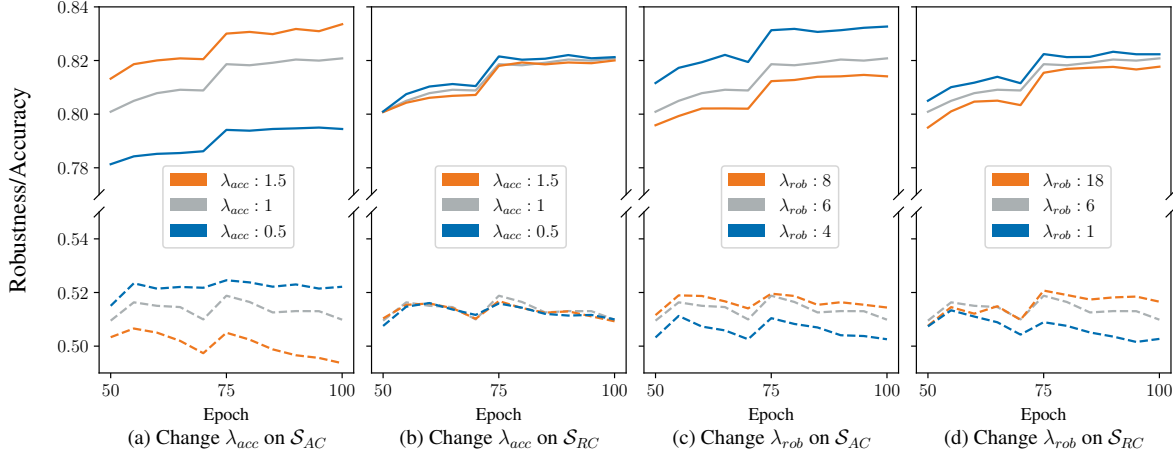 Robustness/Accuracy
0.84
0.82
0.80
0.78
0.54
0.52
0.50
λacc : 1.5
λacc : 1
λacc : 0.5
λacc : 1.5
λacc : 1
λacc : 0.5
λrob : 8
λrob : 6
λrob : 4
λrob : 18
λrob : 6
λrob : 1
50 75 100
50 75 100
50 75 100
50 75 100
Epoch Epoch Epoch Epoch
(a) Change λacc on SAC
(b) Change λacc on SRC
(c) Change λrob on SAC
(d) Change λrob on SRC